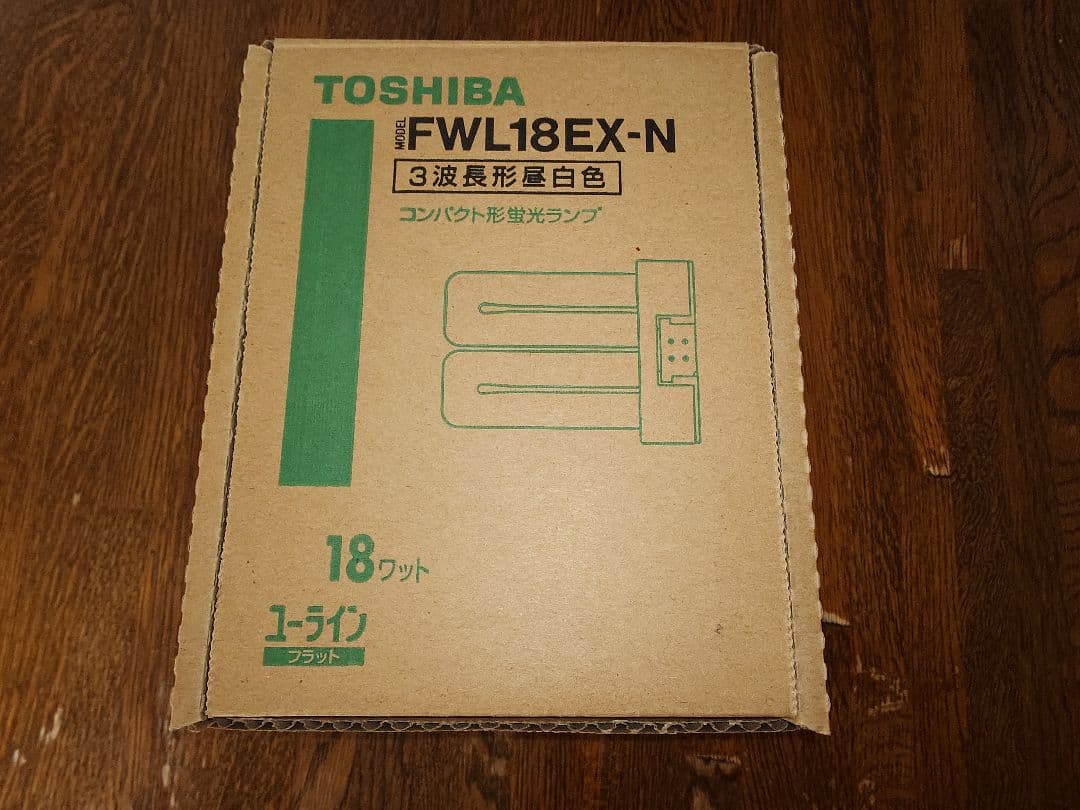 TOSHIBA
MODEL FWL18EX-N
3波長形昼白色
コンパクト形蛍光ランプ
18ワット
ユーライン
フラット